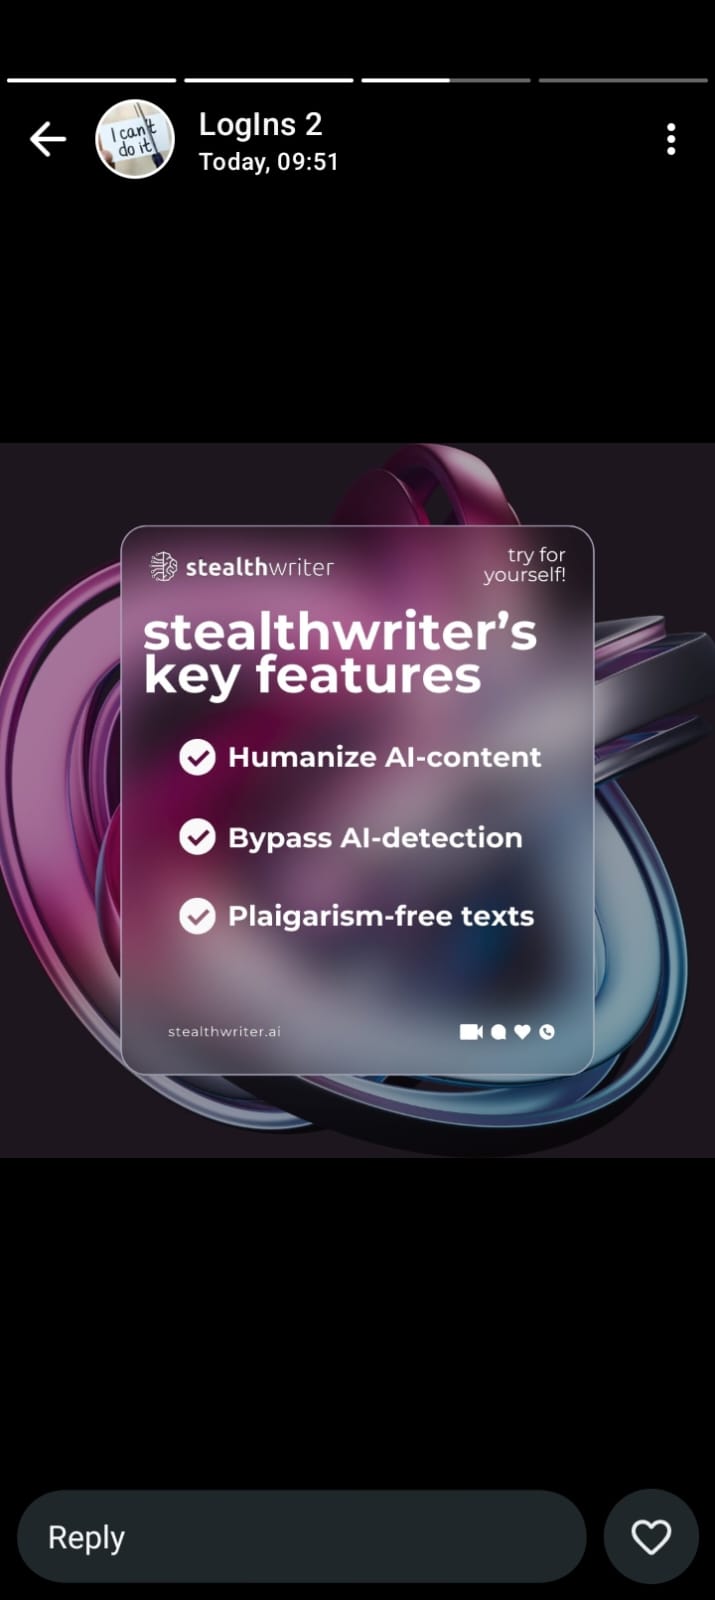 LogIns 2
Today, 09:51
I can't
do it
stealthwriter
try for
yourself!
stealthwriter's
key features
Humanize AI-content
Bypass AI-detection
Plaigarism-free texts
stealthwriter.ai
Reply